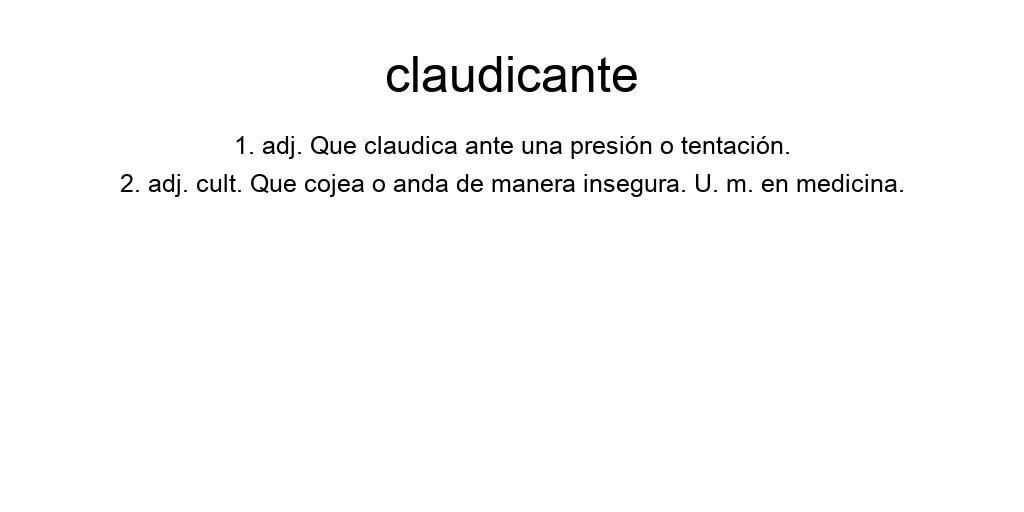 claudicante
1. adj. Que claudica ante una presión o tentación.
2. adj. cult. Que cojea o anda de manera insegura. U. m. en medicina.